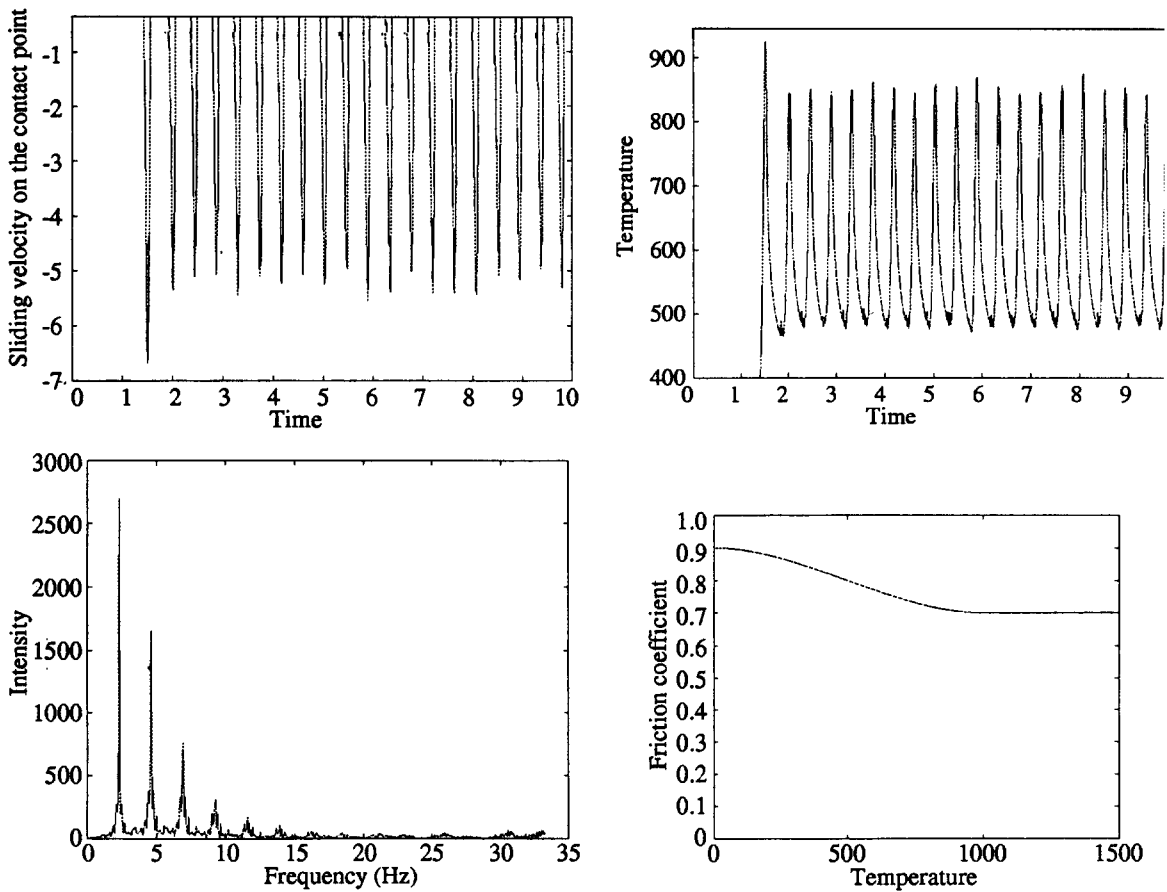 Sliding velocity on the contact point
-1
-2
-3
-4
-5
-6
-7
0 1 2 3 4 5 6 7 8 9 10
Time
Temperature
950
900
800
700
600
500
400
0 1 2 3 4 5 6 7 8 9
Time
Intensity
3000
2500
2000
1500
1000
500
0
0 5 10 15 20 25 30 35
Frequency (Hz)
Friction coefficient
1.0
0.9
0.8
0.7
0.6
0.5
0.4
0.3
0.2
0.1
0
0 500 1000 1500
Temperature